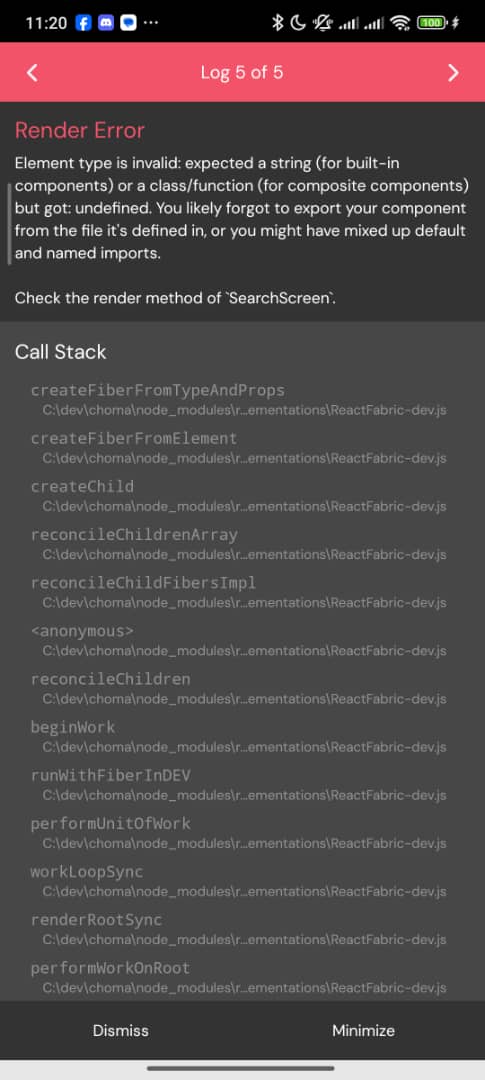 11:20
100
Log 5 of 5
Render Error
Element type is invalid: expected a string (for built-in
components) or a class/function (for composite components)
but got: undefined. You likely forgot to export your component
from the file it's defined in, or you might have mixed up default
and named imports.
Check the render method of `SearchScreen`.
Call Stack
createFiberFromTypeAndProps
C:\dev\choma\node_modules\r...ementations\ReactFabric-dev.js
createFiberFromElement
C:\dev\choma\node_modules\r...ementations\ReactFabric-dev.js
createChild
C:\dev\choma\node_modules\r...ementations\ReactFabric-dev.js
reconcileChildrenArray
C:\dev\choma\node_modules\r...ementations\ReactFabric-dev.js
reconcileChildFibersImpl
C:\dev\choma\node_modules\r...ementations\ReactFabric-dev.js
<anonymous>
C:\dev\choma\node_modules\r...ementations\ReactFabric-dev.js
reconcileChildren
C:\dev\choma\node_modules\r...ementations\ReactFabric-dev.js
beginWork
C:\dev\choma\node_modules\r...ementations\ReactFabric-dev.js
runWithFiberInDEV
C:\dev\choma\node_modules\r...ementations\ReactFabric-dev.js
performUnitOfWork
C:\dev\choma\node_modules\r...ementations\ReactFabric-dev.js
workLoopSync
C:\dev\choma\node_modules\r...ementations\ReactFabric-dev.js
renderRootSync
C:\dev\choma\node_modules\r...ementations\ReactFabric-dev.js
performWorkOnRoot
C:\dev\choma\node_modules\r...ementations\ReactFabric-dev.js
Dismiss
Minimize